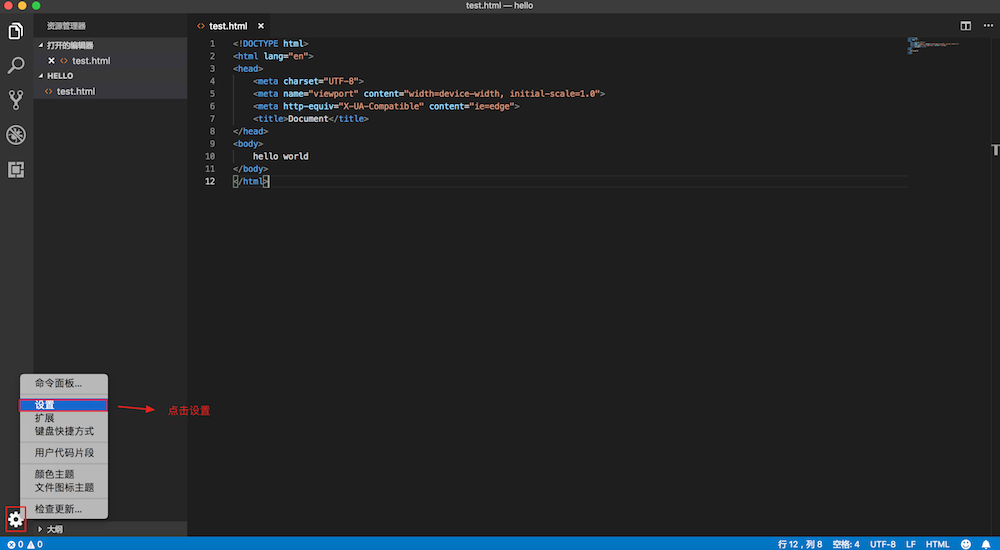 test.html — hello
资源管理器
打开的编辑器
test.html
HELLO
test.html
test.html
1 <!DOCTYPE html>
2 <html lang="en">
3 <head>
4 <meta charset="UTF-8">
5 <meta name="viewport" content="width=device-width, initial-scale=1.0">
6 <meta http-equiv="X-UA-Compatible" content="ie=edge">
7 <title>Document</title>
8 </head>
9 <body>
10 hello world
11 </body>
12 </html>
命令面板...
设置
扩展
键盘快捷方式
用户代码片段
颜色主题
文件图标主题
检查更新...
点击设置
大纲
0 0
行 12 , 列 8 空格: 4 UTF-8 LF HTML